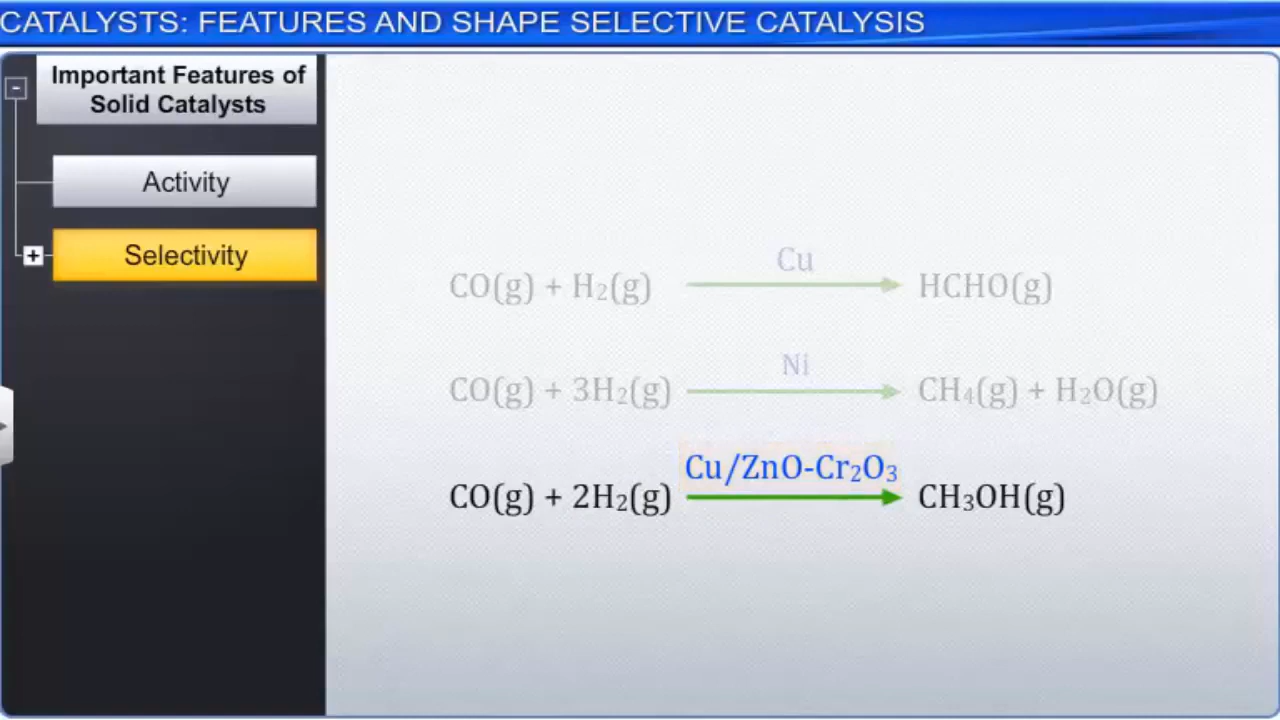 CATALYSTS: FEATURES AND SHAPE SELECTIVE CATALYSIS
Important Features of
Solid Catalysts
Activity
Selectivity
Cu
CO(g) + H₂(g) HCHO(g)
Ni
CO(g) + 3H₂(g) CH₄(g) + H₂O(g)
Cu/ZnO-Cr₂O₃
CO(g) + 2H₂(g) CH₃OH(g)